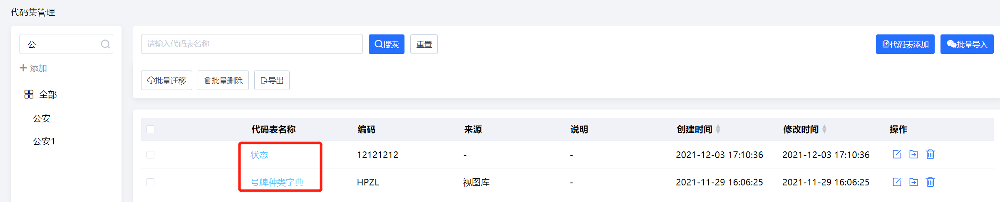 代码集管理
公
添加
全部
公安
公安1
请输入代码表名称 搜索 重置 代码表添加 批量导入
批量迁移 批量删除 导出
代码表名称 编码 来源 说明 创建时间 修改时间 操作
状态 12121212 - - 2021-12-03 17:10:36 2021-12-03 17:10:36
号牌种类字典 HPZL 视图库 - 2021-11-29 16:06:25 2021-11-29 16:06:25